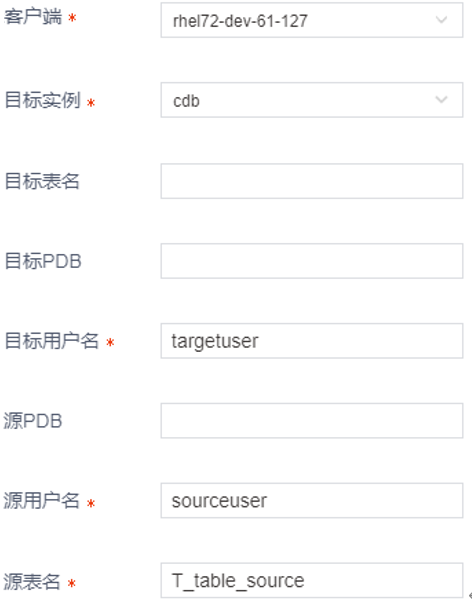 客户端 * rhel72-dev-61-127
目标实例 * cdb
目标表名
目标PDB
目标用户名 * targetuser
源PDB
源用户名 * sourceuser
源表名 * T_table_source